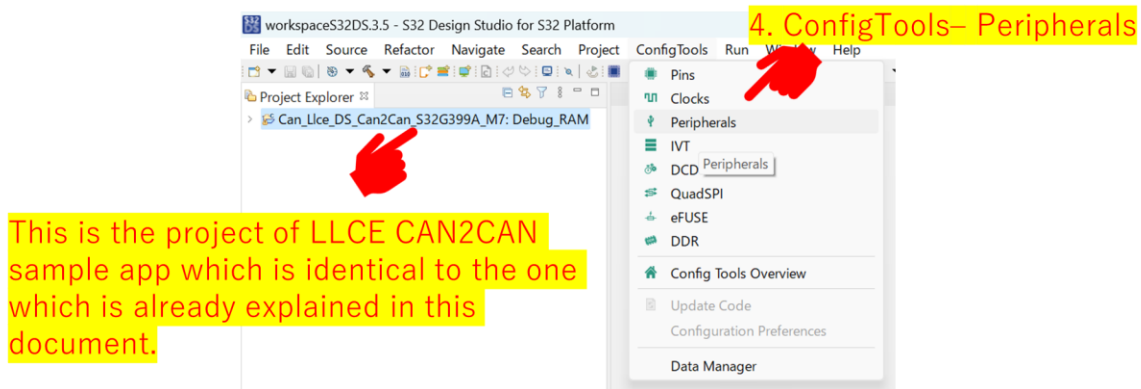 workspaceS32DS.3.5 - S32 Design Studio for S32 Platform
4. ConfigTools– Peripherals
File Edit Source Refactor Navigate Search Project ConfigTools Run Window Help
Project Explorer
Can_Llce_DS_Can2Can_S32G399A_M7: Debug_RAM
Pins
Clocks
Peripherals
IVT
DCD
Peripherals
QuadSPI
eFUSE
DDR
Config Tools Overview
Update Code
Configuration Preferences
Data Manager
This is the project of LLCE CAN2CAN
sample app which is identical to the one
which is already explained in this
document.